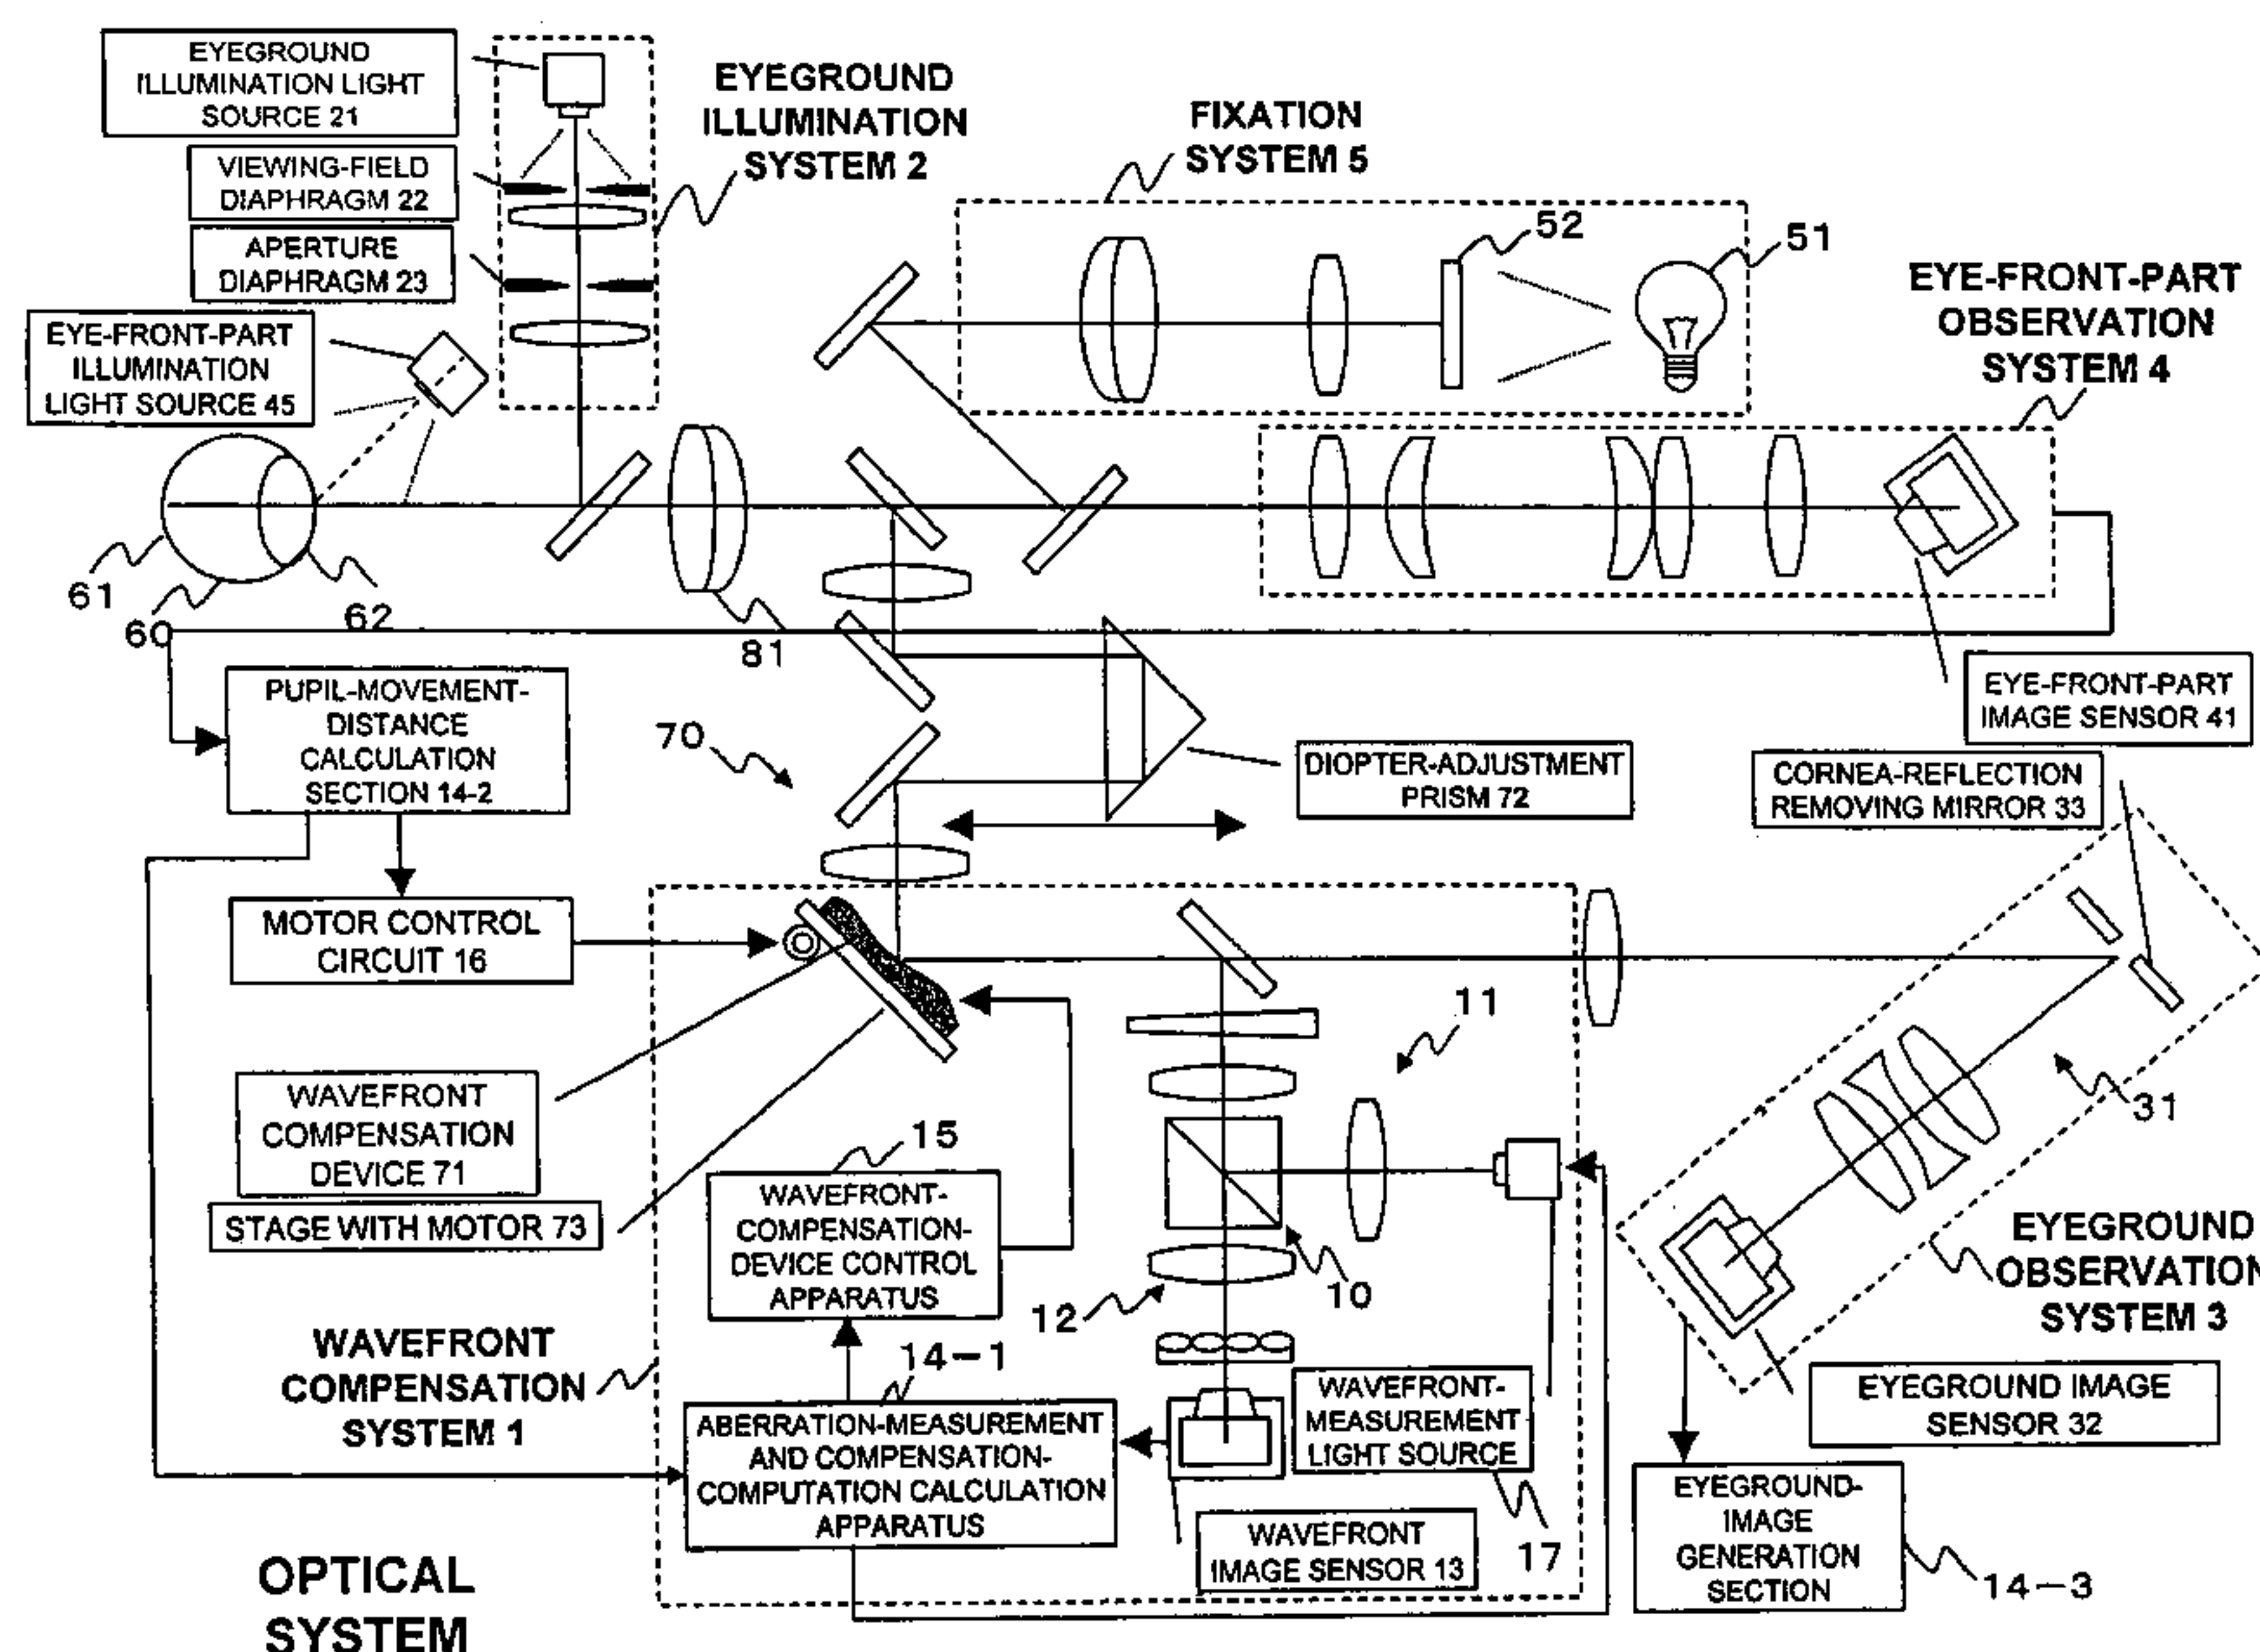 EYEGROUND
ILLUMINATION LIGHT
SOURCE 21
VIEWING-FIELD
DIAPHRAGM 22
APERTURE
DIAPHRAGM 23
EYE-FRONT-PART
ILLUMINATION
LIGHT SOURCE 45
EYEGROUND
ILLUMINATION
SYSTEM 2
FIXATION
SYSTEM 5
52
51
EYE-FRONT-PART
OBSERVATION
SYSTEM 4
61
60
62
81
EYE-FRONT-PART
IMAGE SENSOR 41
PUPIL-MOVEMENT-
DISTANCE
CALCULATION
SECTION 14-2
70
DIOPTER-ADJUSTMENT
PRISM 72
CORNEA-REFLECTION
REMOVING MIRROR 33
MOTOR CONTROL
CIRCUIT 16
11
31
WAVEFRONT
COMPENSATION
DEVICE 71
STAGE WITH MOTOR 73
15
WAVEFRONT-
COMPENSATION-
DEVICE CONTROL
APPARATUS
10
12
EYEGROUND
OBSERVATION
SYSTEM 3
WAVEFRONT
COMPENSATION
SYSTEM 1
14-1
ABERRATION-MEASUREMENT
AND COMPENSATION-
COMPUTATION CALCULATION
APPARATUS
WAVEFRONT-
MEASUREMENT
LIGHT SOURCE
17
WAVEFRONT
IMAGE SENSOR 13
EYEGROUND IMAGE
SENSOR 32
EYEGROUND-
IMAGE
GENERATION
SECTION
14-3
OPTICAL
SYSTEM